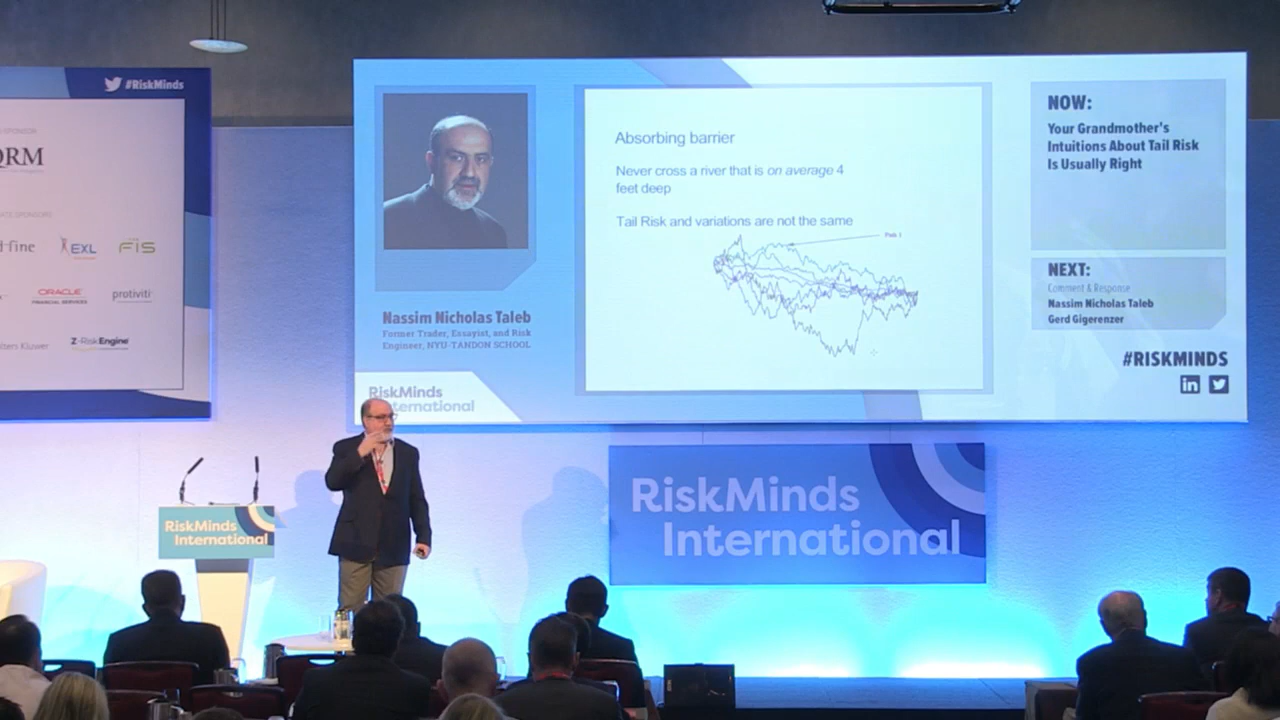 #RiskMinds
QRM
EXL
FIS
ORACLE
FINANCIAL SERVICES
protiviti
Kluwer
Z-RiskEngine
Nassim Nicholas Taleb
Former Trader, Essayist, and Risk
Engineer, NYU-TANDON SCHOOL
RiskMinds
International
Absorbing barrier
Never cross a river that is on average 4
feet deep
Tail Risk and variations are not the same
NOW:
Your Grandmother's
Intuitions About Tail Risk
Is Usually Right
NEXT:
Comment & Response
Nassim Nicholas Taleb
Gerd Gigerenzer
#RISKMINDS
in
RiskMinds
International
RiskMinds
International